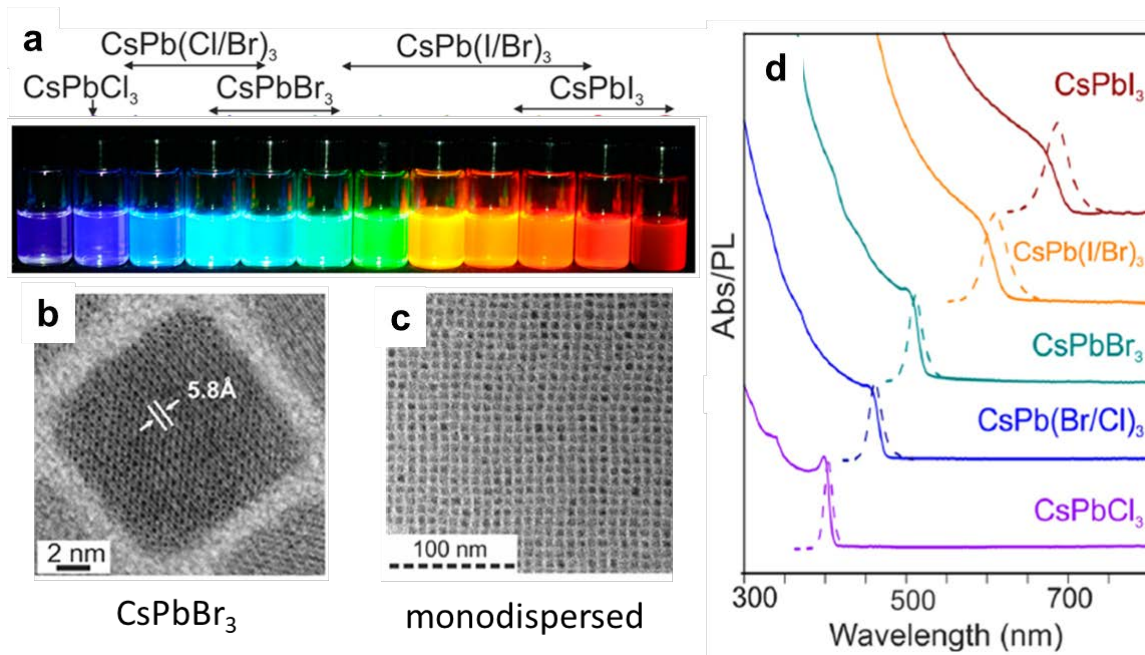 a
CsPb(Cl/Br)₃
CsPb(I/Br)₃
CsPbCl₃
CsPbBr₃
CsPbI₃
b
5.8Å
2 nm
CsPbBr₃
c
100 nm
monodispersed
d
CsPbI₃
CsPb(I/Br)₃
CsPbBr₃
CsPb(Br/Cl)₃
CsPbCl₃
Abs/PL
300 500 700
Wavelength (nm)